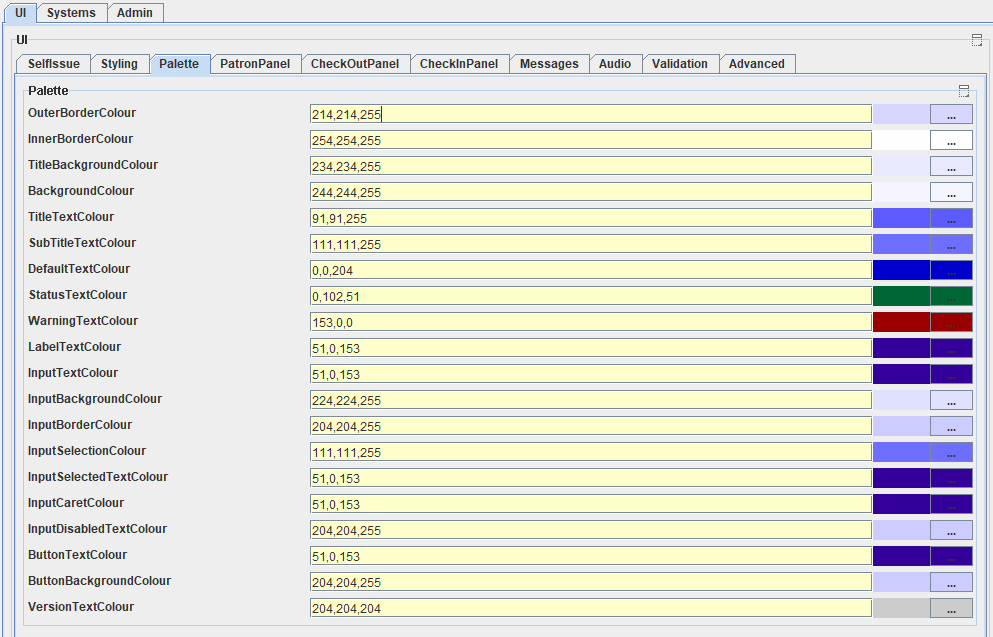 UI Systems Admin
UI
SelfIssue Styling Palette PatronPanel CheckOutPanel CheckInPanel Messages Audio Validation Advanced
Palette
OuterBorderColour 214,214,255 ...
InnerBorderColour 254,254,255 ...
TitleBackgroundColour 234,234,255 ...
BackgroundColour 244,244,255 ...
TitleTextColour 91,91,255 ...
SubTitleTextColour 111,111,255 ...
DefaultTextColour 0,0,204 ...
StatusTextColour 0,102,51 ...
WarningTextColour 153,0,0 ...
LabelTextColour 51,0,153 ...
InputTextColour 51,0,153 ...
InputBackgroundColour 224,224,255 ...
InputBorderColour 204,204,255 ...
InputSelectionColour 111,111,255 ...
InputSelectedTextColour 51,0,153 ...
InputCaretColour 51,0,153 ...
InputDisabledTextColour 204,204,255 ...
ButtonTextColour 51,0,153 ...
ButtonBackgroundColour 204,204,255 ...
VersionTextColour 204,204,204 ...